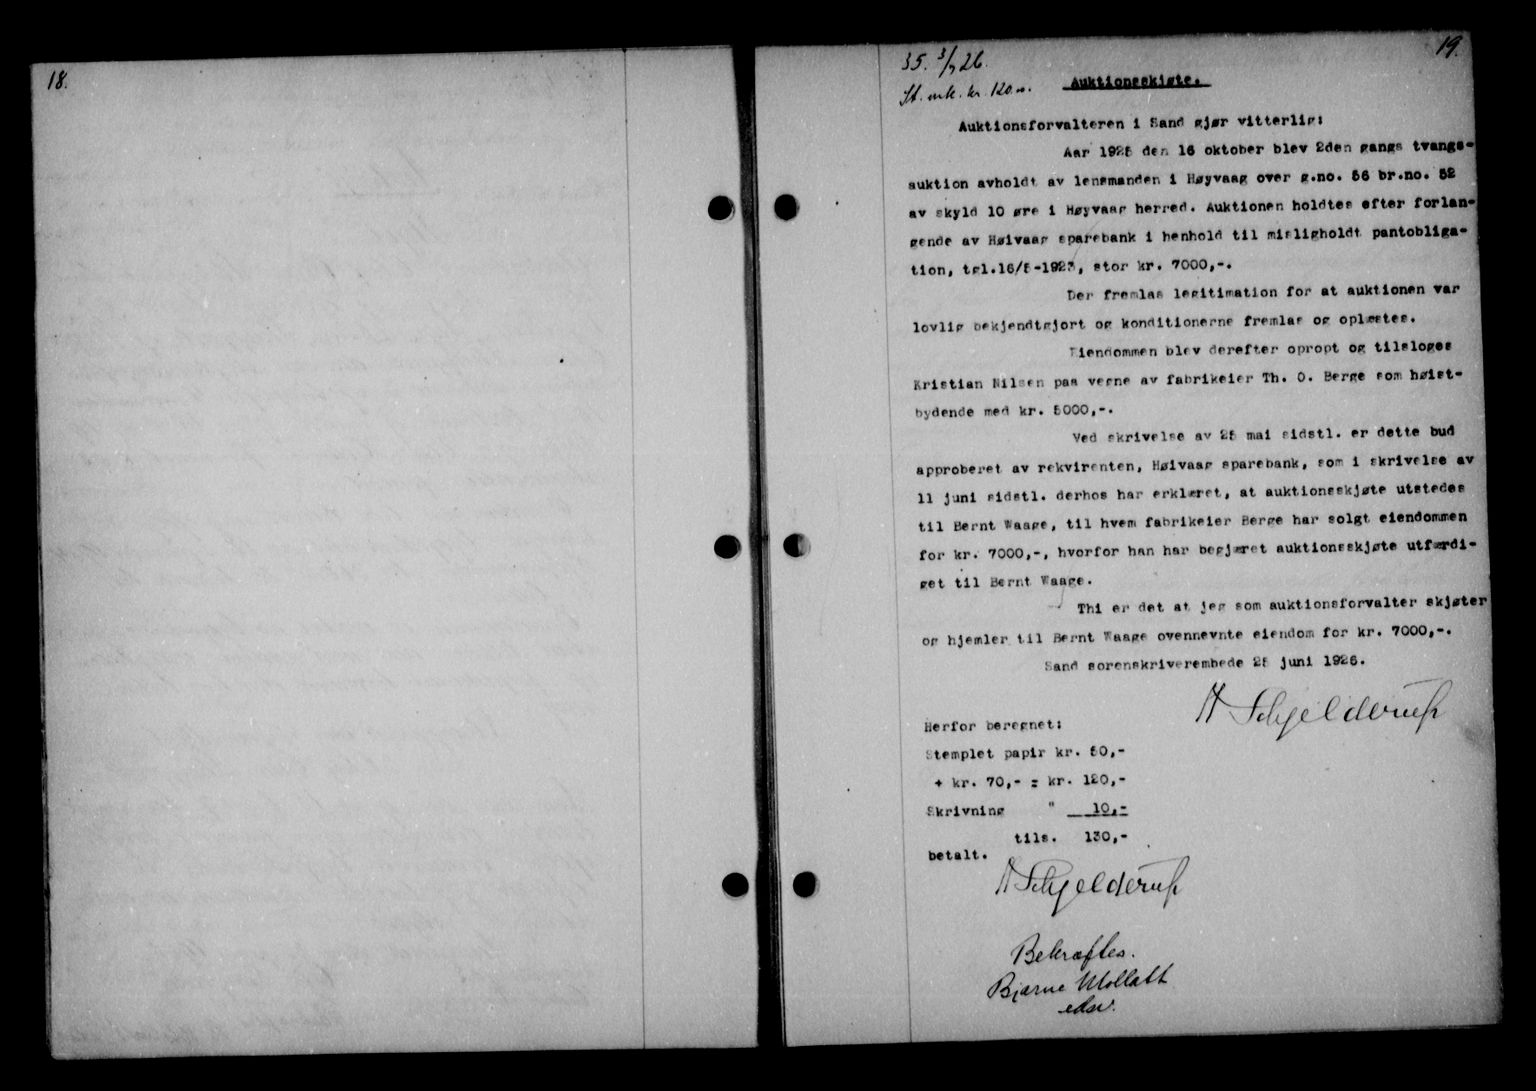 18.
19.
35. 3/7 26.
St. mrk. kr. 120.00.
Auktionsskjøte.
Auktionsforvalteren i Sand gjør vitterlig:
Aar 1925 den 16 oktober blev 2den gangs tvangs-
auktion avholdt av lensmanden i Høyvaag over g.no. 56 br.no. 52
av skyld 10 øre i Høyvaag herred. Auktionen holdtes efter forlan-
gende av Høivaag sparebank i henhold til misligholdt pantobliga-
tion, tgl.16/5-1923, stor kr. 7000,-.
Der fremlas legitimation for at auktionen var
lovlig bekjendtgjort og konditionerne fremlas og oplæstes.
Eiendommen blev derefter opropt og tilsloges
Kristian Nilsen paa vegne av fabrikeier Th. O. Berge som høist-
bydende med kr. 5000,-.
Ved skrivelse av 25 mai sidstl. er dette bud
approberet av rekvirenten, Høivaag sparebank, som i skrivelse av
11 juni sidstl. derhos har erklæret, at auktionsskjøte utstedes
til Bernt Waage, til hvem fabrikeier Berge har solgt eiendommen
for kr. 7000,-, hvorfor han har begjæret auktionsskjøte utfærdi-
get til Bernt Waage.
Thi er det at jeg som auktionsforvalter skjøter
og hjemler til Bernt Waage ovennevnte eiendom for kr. 7000,-.
Sand sorenskriverembede 25 juni 1926.
H Schjelderup
Herfor beregnet:
Stemplet papir kr. 50,-
+ kr. 70,- = kr. 120,-
Skrivning " 10,-
tils. 130,-
betalt.
H Schjelderup
Bekræftes.
Bjarne Mollatt
edsv.